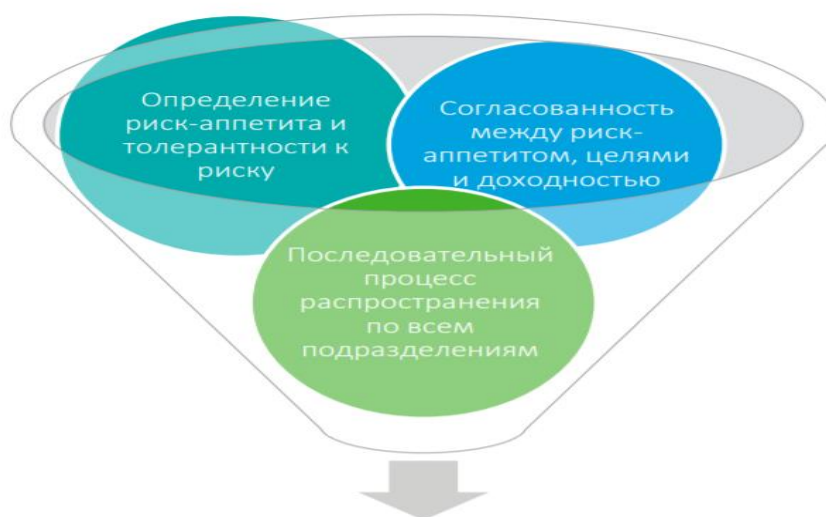 Определение
риск-аппетита и
толерантности к
риску
Согласованность
между риск-
аппетитом, целями
и доходностью
Последовательный
процесс
распространения
по всем
подразделениям